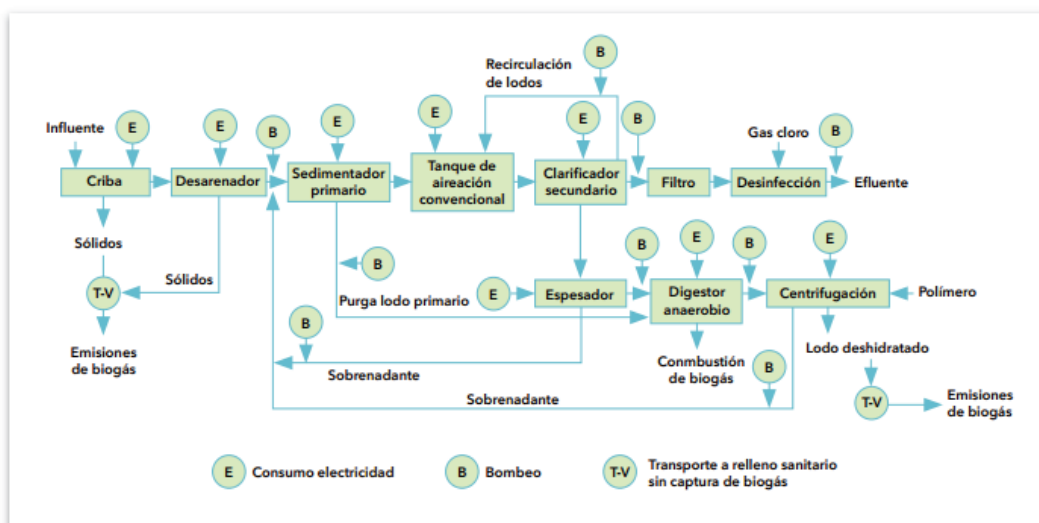 B
Recirculación
de lodos
Influente
E
E
B
E
E
E
B
Gas cloro
B
Criba
Desarenador
Sedimentador
primario
Tanque de
aireación
convencional
Clarificador
secundario
Filtro
Desinfección
Efluente
Sólidos
Sólidos
T-V
Emisiones
de biogás
B
Purga lodo primario
E
Espesador
B
E
B
E
Digestor
anaerobio
Centrifugación
Polímero
B
Sobrenadante
Conmbustión
de biogás
B
Lodo deshidratado
T-V
Emisiones
de biogás
Sobrenadante
E Consumo electricidad
B Bombeo
T-V Transporte a relleno sanitario
sin captura de biogás